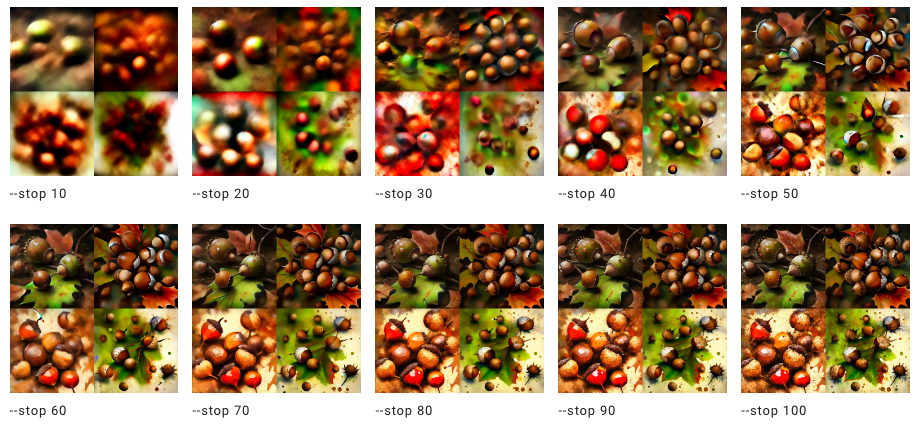 --stop 10
--stop 20
--stop 30
--stop 40
--stop 50
--stop 60
--stop 70
--stop 80
--stop 90
--stop 100